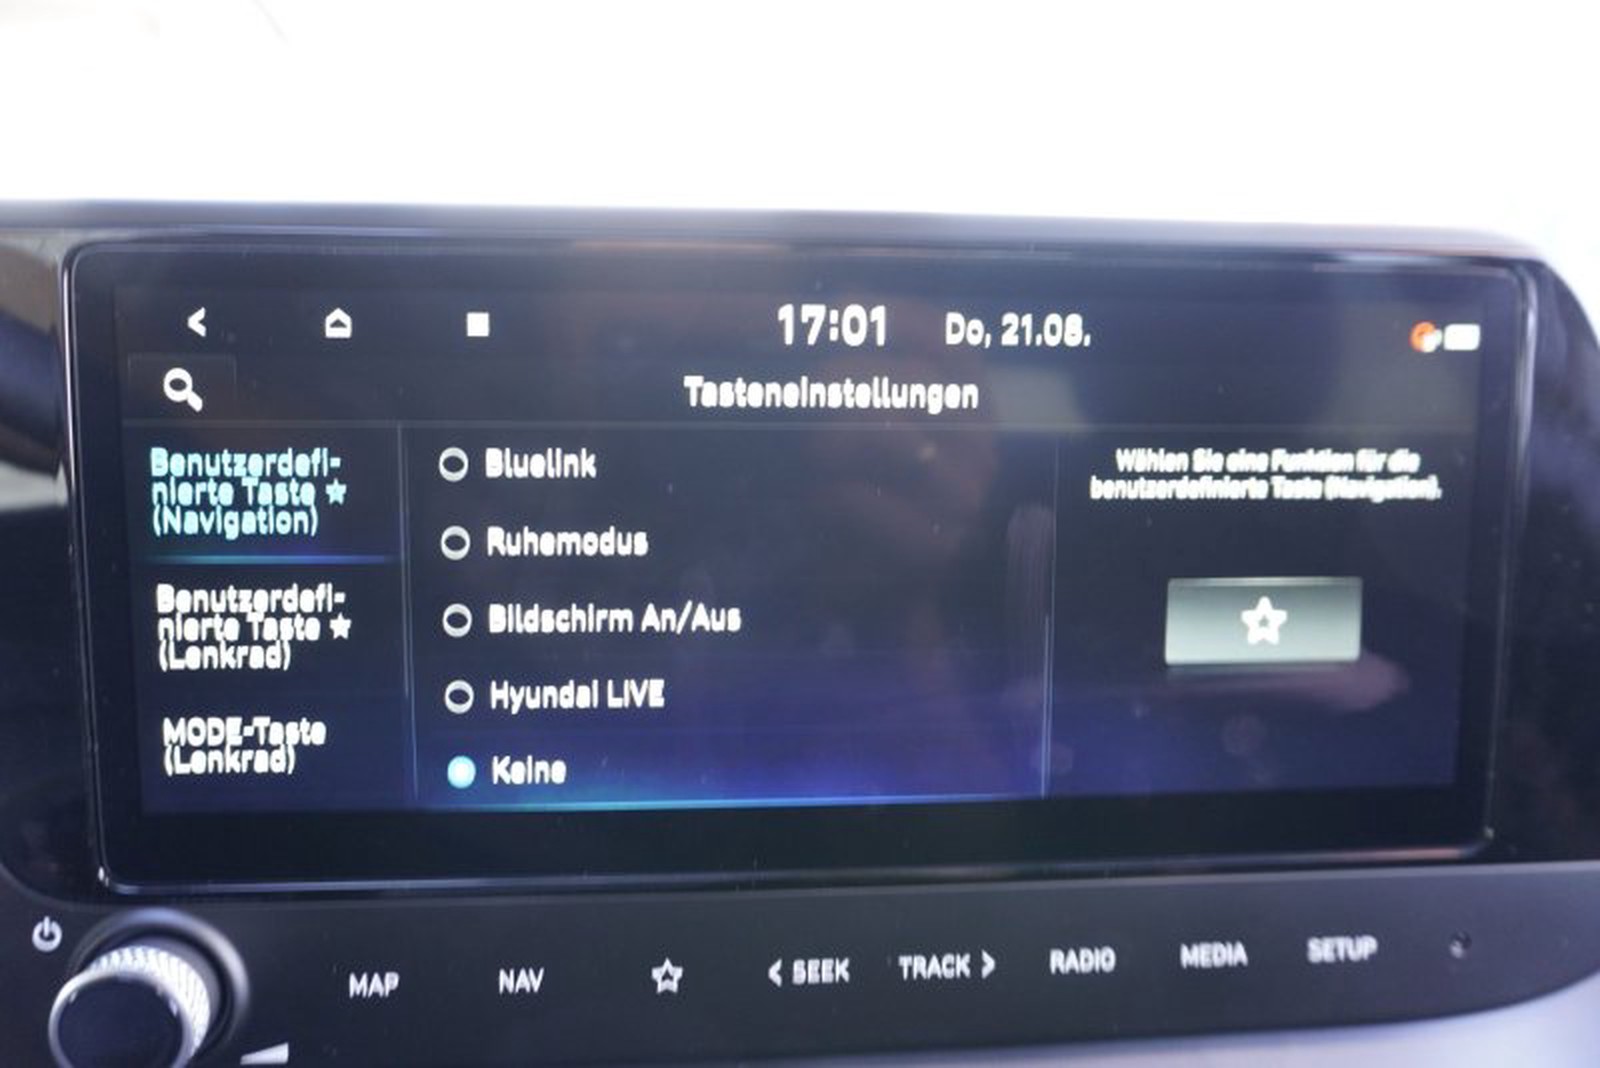 17:01 Do, 21.08.
Tasteneinstellungen
Benutzerdefi-
nierte Taste ★
(Navigation)
Benutzerdefi-
nierte Taste ★
(Lenkrad)
MODE-Taste
(Lenkrad)
Bluelink
Ruhemodus
Bildschirm An/Aus
Hyundai LIVE
Keine
Wählen Sie eine Funktion für die
benutzerdefinierte Taste (Navigation).
MAP NAV < SEEK TRACK > RADIO MEDIA SETUP